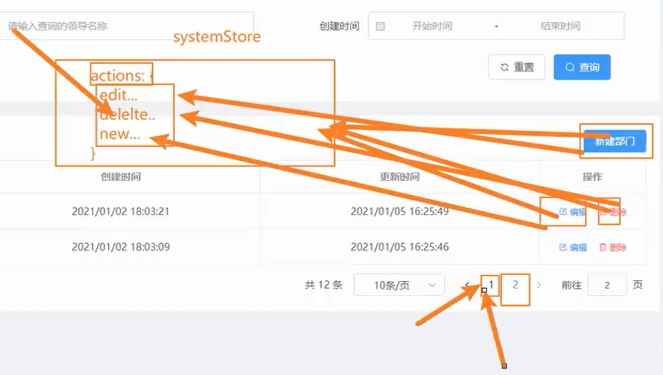 请输入查询的领导名称 创建时间 开始时间 - 结束时间
systemStore
重置 查询
actions: {
edit...
delelte..
new...
}
新建部门
创建时间 更新时间 操作
2021/01/02 18:03:21 2021/01/05 16:25:49 编辑 删除
2021/01/02 18:03:09 2021/01/05 16:25:46 编辑 删除
共 12 条 10条/页 < 1 2 > 前往 2 页